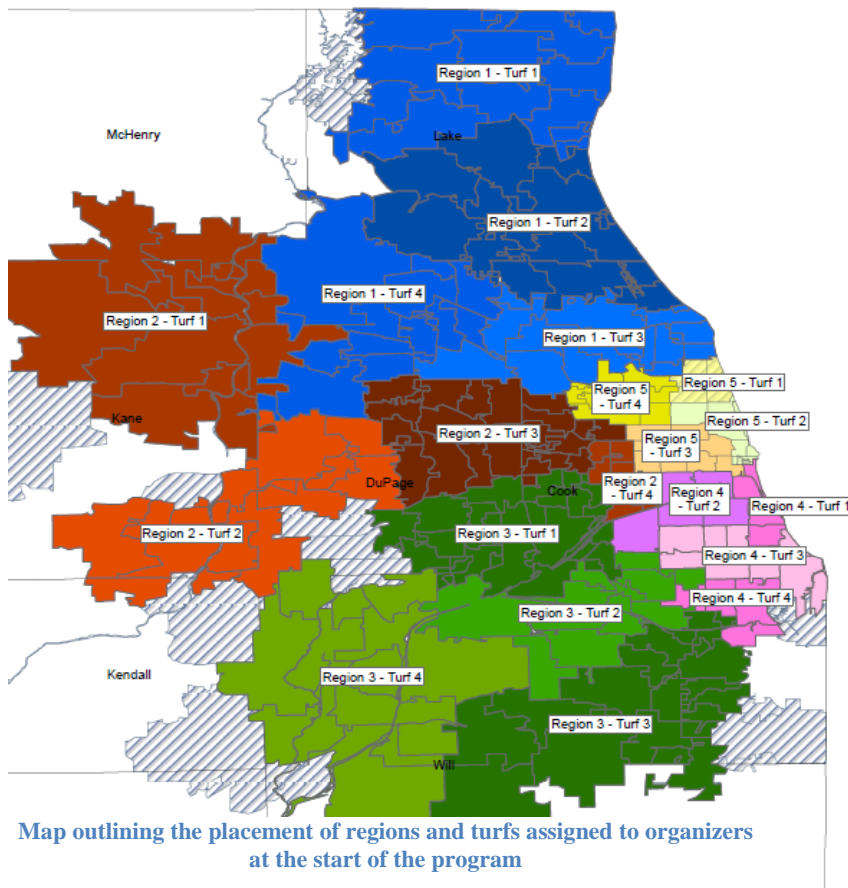 Region 1 - Turf 1
McHenry
Lake
Region 1 - Turf 2
Region 1 - Turf 4
Region 2 - Turf 1
Region 1 - Turf 3
Region 5 - Turf 1
Region 5
- Turf
4
Kane
Region 5 - Turf 2
Region 2 - Turf 3
Region 5
- Turf
3
DuPage
Cook
Region 2
- Turf 4
Region 4
- Turf
2
Region 4 - Turf 1
Region 2 - Turf 2
Region 3 - Turf 1
Region 4 - Turf 3
Region 4 - Turf 4
Region 3 - Turf 2
Kendall
Region 3 - Turf 4
Region 3 - Turf 3
Will
Map outlining the placement of regions and turfs assigned to organizers
at the start of the program